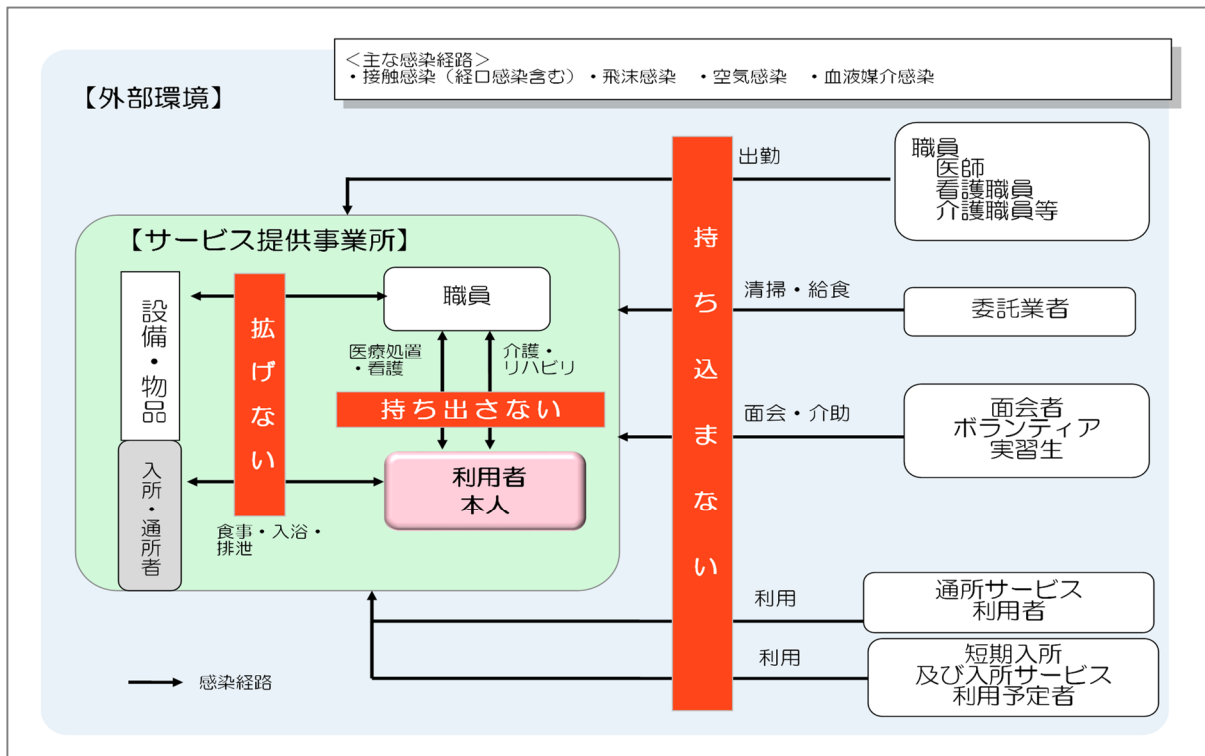 ＜主な感染経路＞
・接触感染（経口感染含む）・飛沫感染　・空気感染　・血液媒介感染
【外部環境】
出勤
職員
医師
看護職員
介護職員等
持ち込まない
【サービス提供事業所】
設備・物品
拡げない
職員
清掃・給食
委託業者
医療処置
・看護
介護・
リハビリ
持ち出さない
面会・介助
面会者
ボランティア
実習生
入所・通所者
利用者
本人
食事・入浴・
排泄
利用
通所サービス
利用者
利用
短期入所
及び入所サービス
利用予定者
感染経路